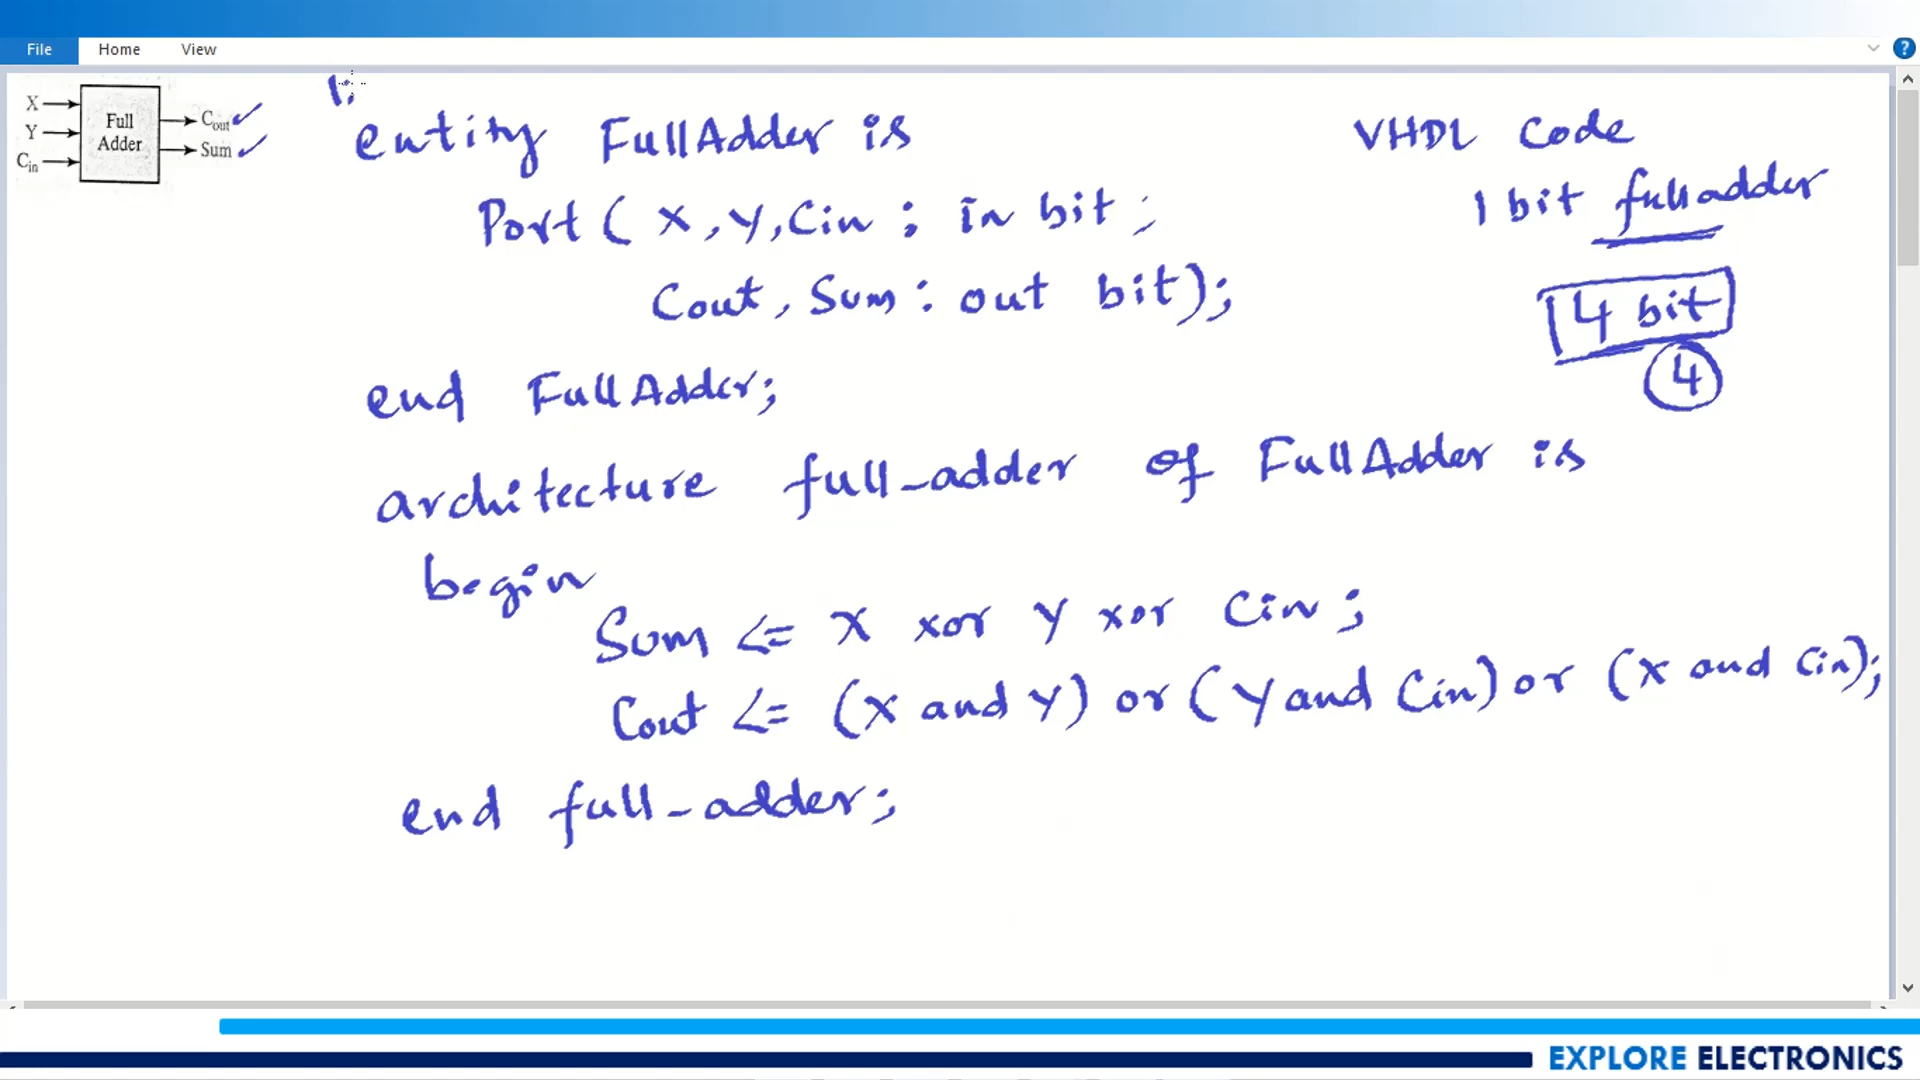 File Home View
X
Y
Cin
Full
Adder
Cout
Sum
entity FullAdder is
Port ( X, Y, Cin : in bit ;
Cout, Sum : out bit);
end FullAdder;
architecture full_adder of FullAdder is
begin
Sum <= X xor Y xor Cin ;
Cout <= (X and Y) or (Y and Cin) or (X and Cin);
end full_adder;
VHDL Code
1 bit full adder
4 bit
4
EXPLORE ELECTRONICS